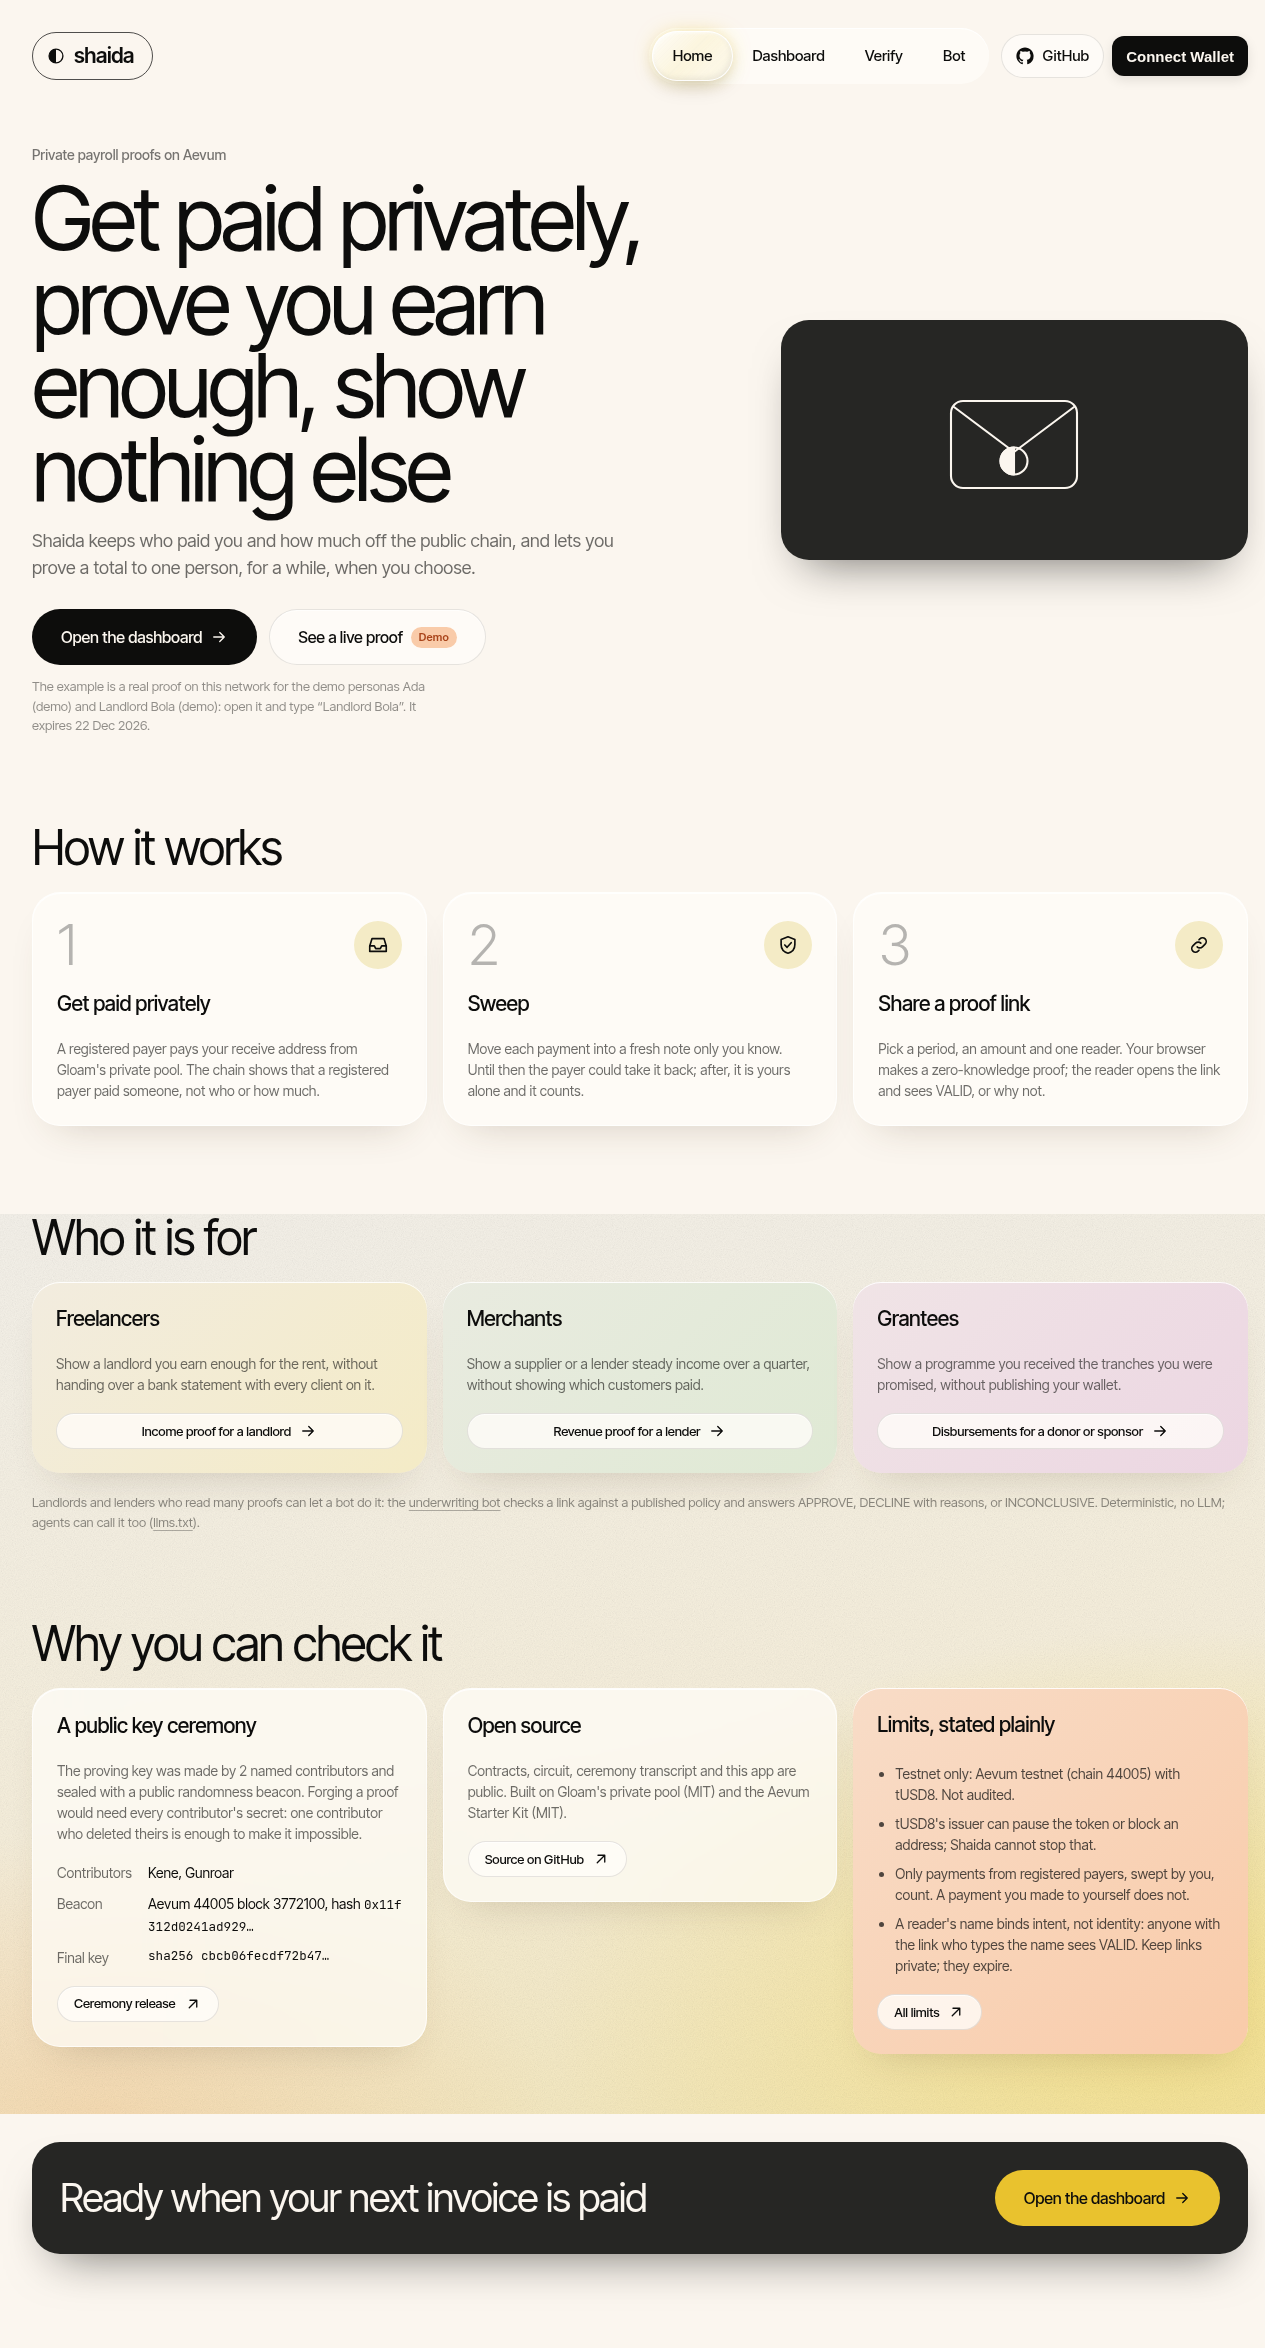 shaida
Home
Dashboard
Verify
Bot
GitHub
Connect Wallet
Private payroll proofs on Aevum
Get paid privately,
prove you earn
enough, show
nothing else
Shaida keeps who paid you and how much off the public chain, and lets you
prove a total to one person, for a while, when you choose.
Open the dashboard →
See a live proof Demo
The example is a real proof on this network for the demo personas Ada
(demo) and Landlord Bola (demo): open it and type “Landlord Bola”. It
expires 22 Dec 2026.
How it works
1
Get paid privately
A registered payer pays your receive address from
Gloam's private pool. The chain shows that a registered
payer paid someone, not who or how much.
2
Sweep
Move each payment into a fresh note only you know.
Until then the payer could take it back; after, it is yours
alone and it counts.
3
Share a proof link
Pick a period, an amount and one reader. Your browser
makes a zero-knowledge proof; the reader opens the link
and sees VALID, or why not.
Who it is for
Freelancers
Show a landlord you earn enough for the rent, without
handing over a bank statement with every client on it.
Income proof for a landlord →
Merchants
Show a supplier or a lender steady income over a quarter,
without showing which customers paid.
Revenue proof for a lender →
Grantees
Show a programme you received the tranches you were
promised, without publishing your wallet.
Disbursements for a donor or sponsor →
Landlords and lenders who read many proofs can let a bot do it: the underwriting bot checks a link against a published policy and answers APPROVE, DECLINE with reasons, or INCONCLUSIVE. Deterministic, no LLM;
agents can call it too (llms.txt).
Why you can check it
A public key ceremony
The proving key was made by 2 named contributors and
sealed with a public randomness beacon. Forging a proof
would need every contributor's secret: one contributor
who deleted theirs is enough to make it impossible.
Contributors Kene, Gunroar
Beacon Aevum 44005 block 3772100, hash 0x11f
312d0241ad929…
Final key sha256 cbcb06fecdf72b47…
Ceremony release ↗
Open source
Contracts, circuit, ceremony transcript and this app are
public. Built on Gloam's private pool (MIT) and the Aevum
Starter Kit (MIT).
Source on GitHub ↗
Limits, stated plainly
• Testnet only: Aevum testnet (chain 44005) with
tUSD8. Not audited.
• tUSD8's issuer can pause the token or block an
address; Shaida cannot stop that.
• Only payments from registered payers, swept by you,
count. A payment you made to yourself does not.
• A reader's name binds intent, not identity: anyone with
the link who types the name sees VALID. Keep links
private; they expire.
All limits ↗
Ready when your next invoice is paid
Open the dashboard →